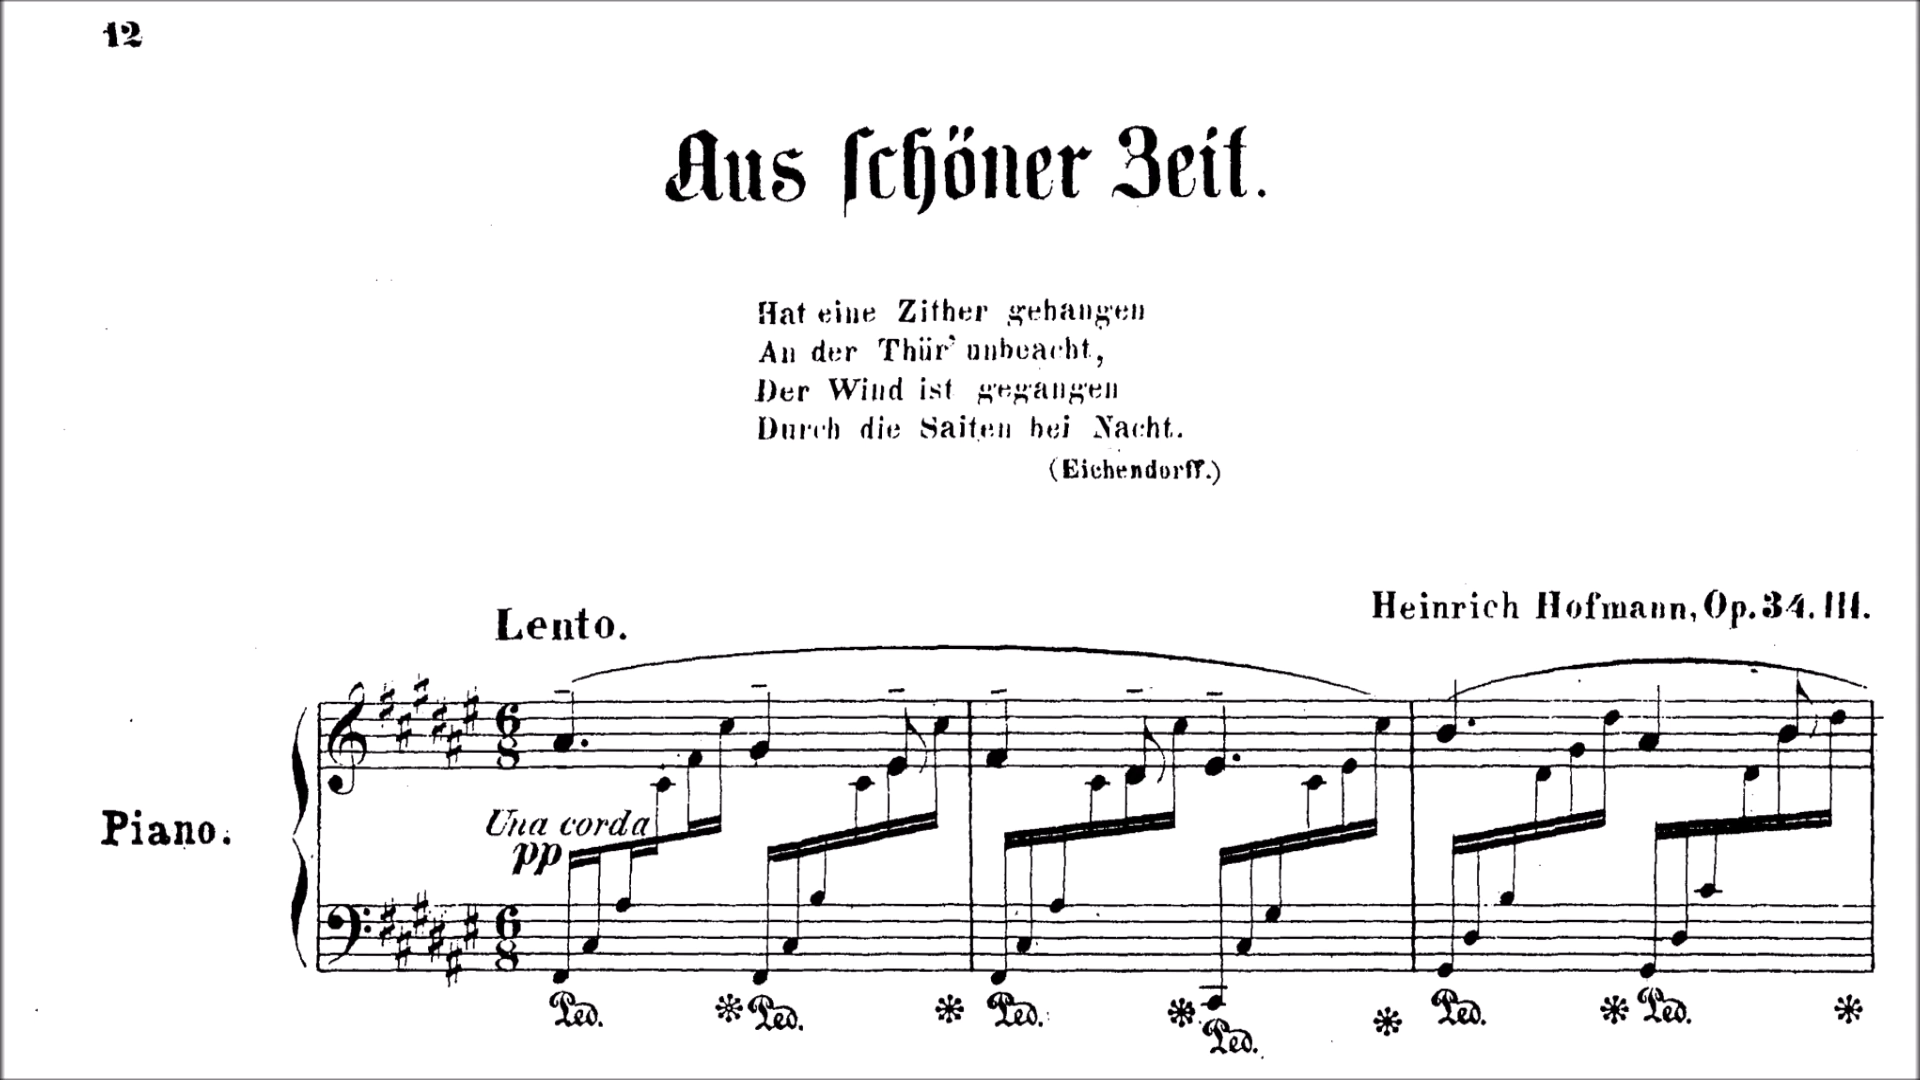 12
Aus schöner Zeit.
Hat eine Zither gehangen
An der Thür' unbeacht,
Der Wind ist gegangen
Durch die Saiten bei Nacht.
(Eichendorff.)
Heinrich Hofmann, Op. 34. III.
Lento.
Piano.
Una corda
pp
Ped. Ped. Ped. Ped. Ped. Ped.